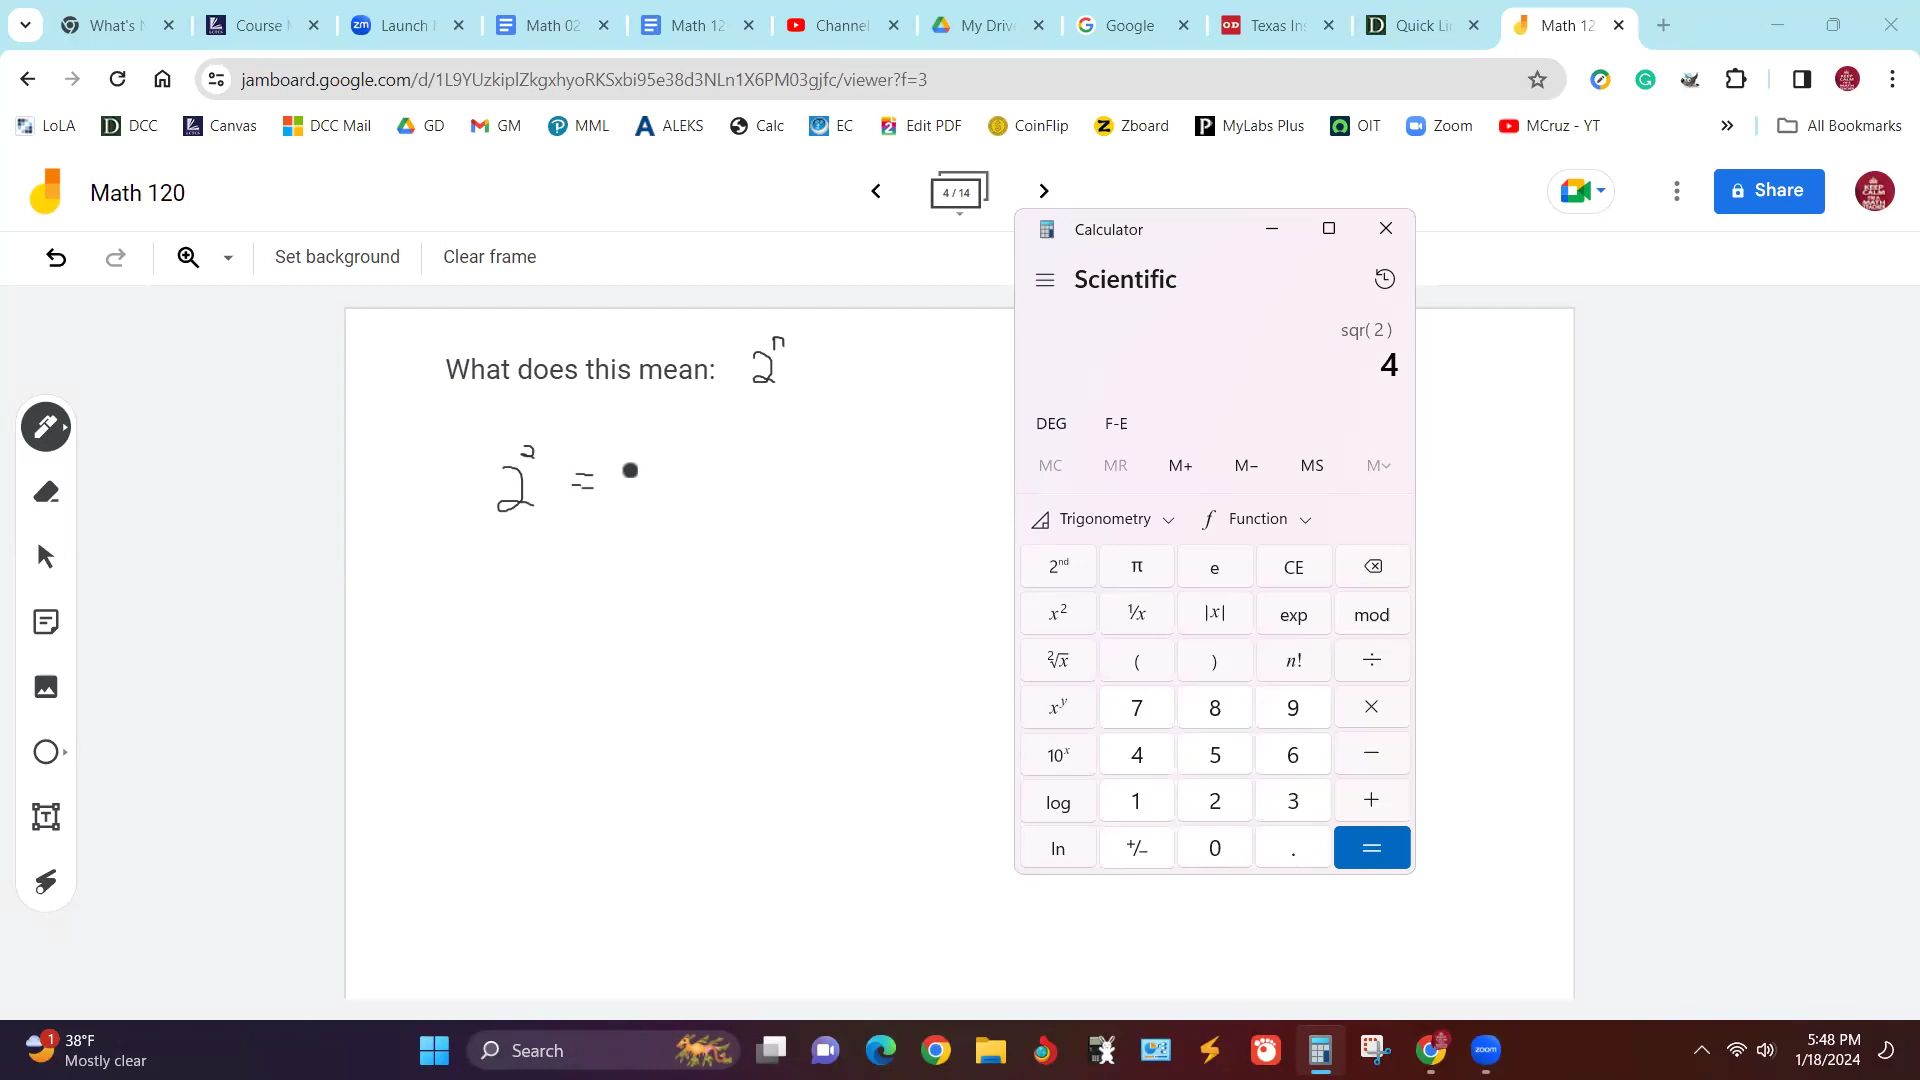 What's N
Course M
Launch M
Math 02
Math 12
Channel
My Drive
Google
Texas Ins
Quick Lin
Math 12
jamboard.google.com/d/1L9YUzkiplZkgxhyoRKSxbi95e38d3NLn1X6PM03gjfc/viewer?f=3
LoLA
DCC
Canvas
DCC Mail
GD
GM
MML
ALEKS
Calc
EC
Edit PDF
CoinFlip
Zboard
MyLabs Plus
OIT
Zoom
MCruz - YT
All Bookmarks
Math 120
4 / 14
Share
Set background
Clear frame
What does this mean: 2ⁿ
2² =
Calculator
Scientific
sqr( 2 )
4
DEG F-E
MC MR M+ M− MS M
Trigonometry Function
2ⁿᵈ π e CE
x² ¹/x |x| exp mod
²√x ( ) n! ÷
xʸ 7 8 9 ×
10ˣ 4 5 6 −
log 1 2 3 +
ln +/− 0 . =
1
38°F
Mostly clear
Search
zoom
5:48 PM
1/18/2024